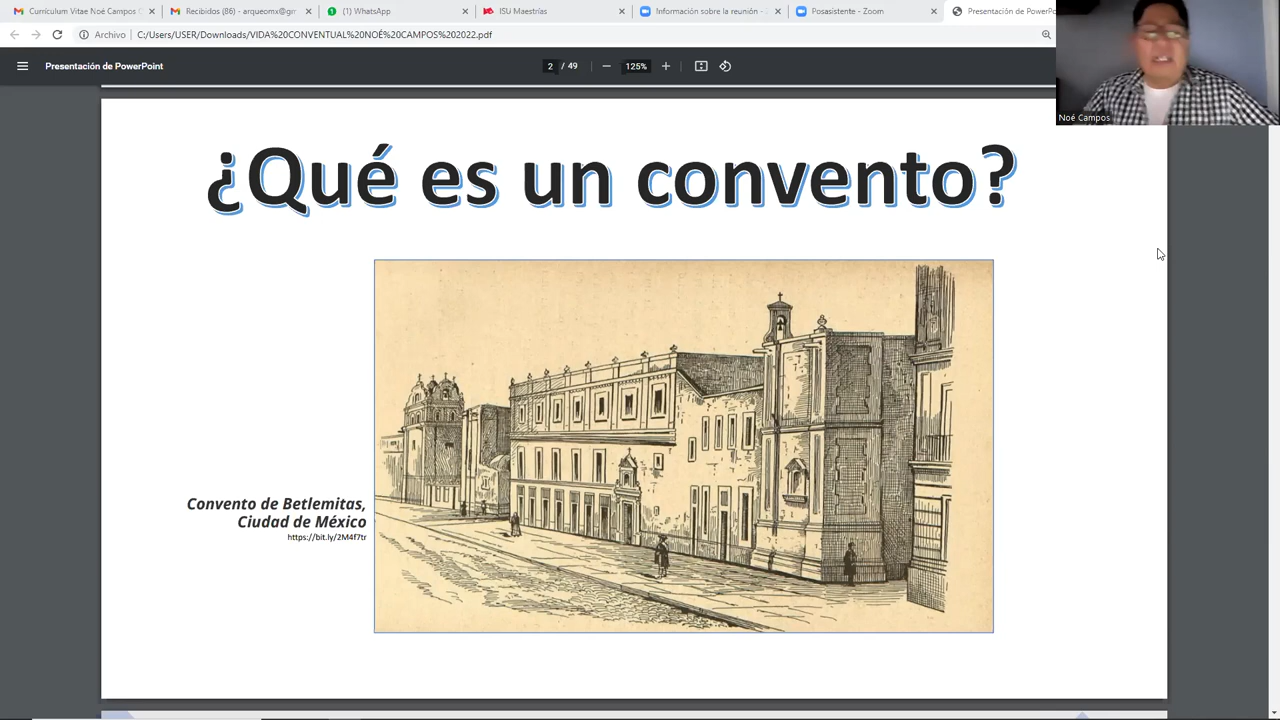 Currículum Vitae Noé Campos C
Recibidos (86) - arqueomx@gm
(1) WhatsApp
ISU Maestrías
Información sobre la reunión - Z
Posasistente - Zoom
Presentación de PowerPo
Archivo
C:/Users/USER/Downloads/VIDA%20CONVENTUAL%20NOÉ%20CAMPOS%202022.pdf
Presentación de PowerPoint
2 / 49
125%
Noé Campos
¿Qué es un convento?
Convento de Betlemitas,
Ciudad de México
https://bit.ly/2M4f7tr